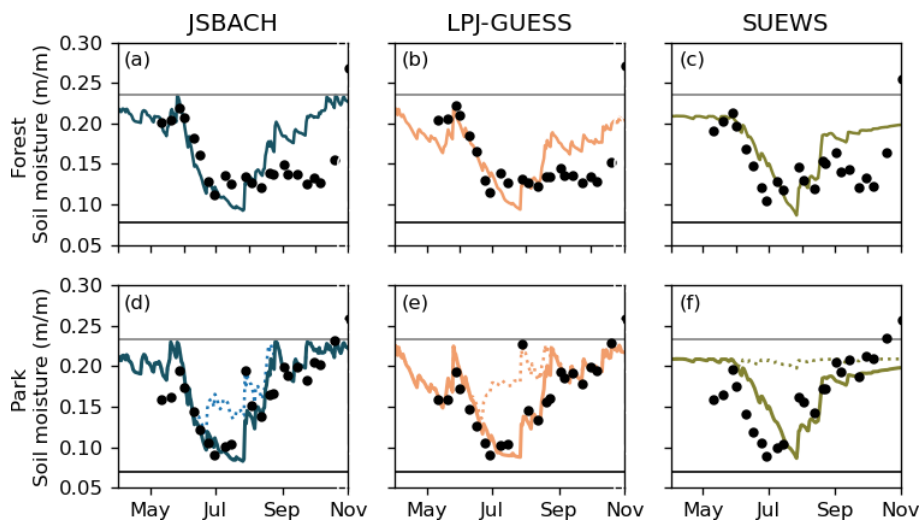 JSBACH LPJ-GUESS SUEWS
Forest
Soil moisture (m/m)
0.30
0.25
0.20
0.15
0.10
0.05
(a) (b) (c)
Park
Soil moisture (m/m)
0.30
0.25
0.20
0.15
0.10
0.05
(d) (e) (f)
May Jul Sep Nov May Jul Sep Nov May Jul Sep Nov